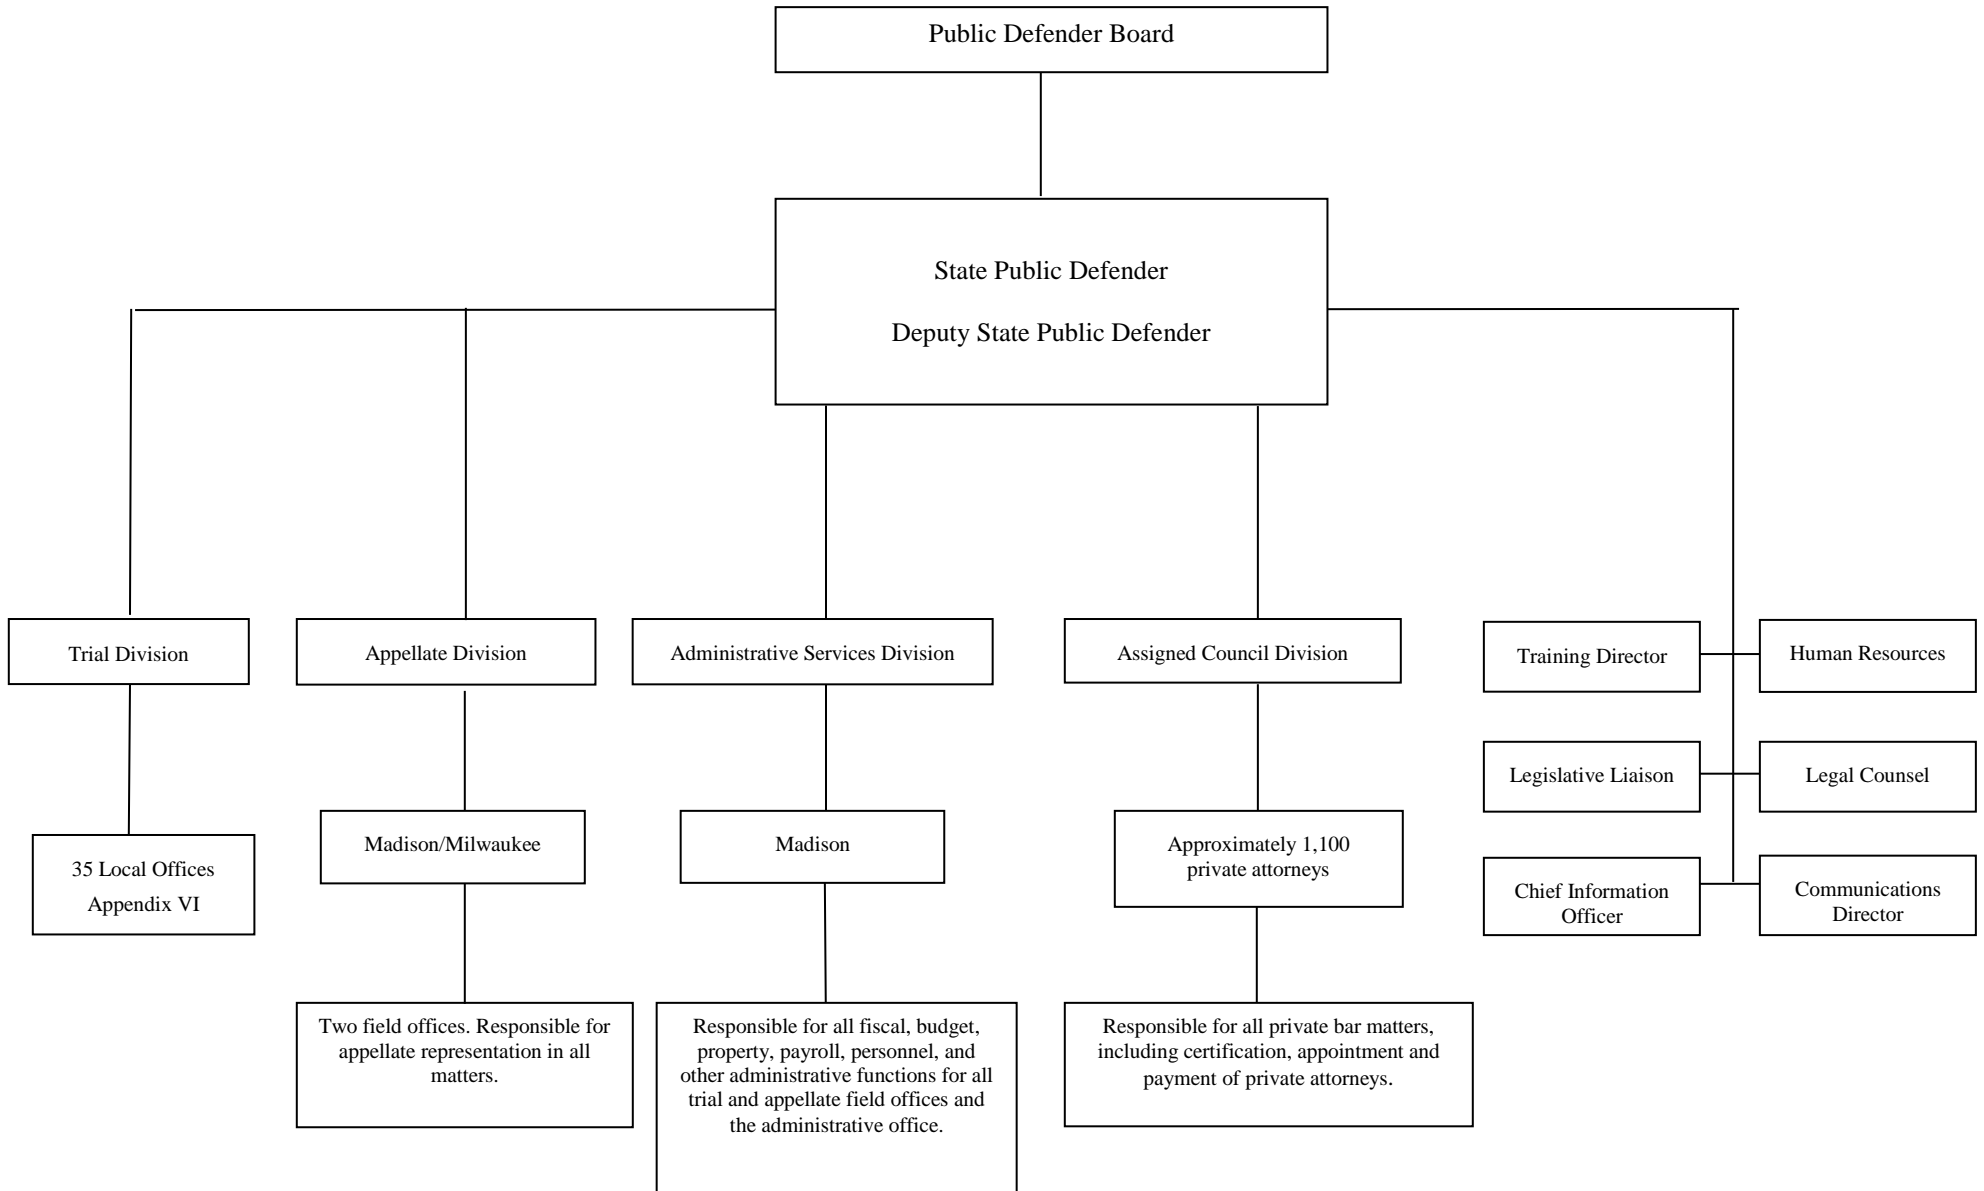 Public Defender Board
State Public Defender
Deputy State Public Defender
Trial Division
Appellate Division
Administrative Services Division
Assigned Council Division
Training Director
Human Resources
Legislative Liaison
Legal Counsel
Chief Information
Officer
Communications
Director
35 Local Offices
Appendix VI
Madison/Milwaukee
Madison
Approximately 1,100
private attorneys
Two field offices. Responsible for
appellate representation in all
matters.
Responsible for all fiscal, budget,
property, payroll, personnel, and
other administrative functions for all
trial and appellate field offices and
the administrative office.
Responsible for all private bar matters,
including certification, appointment and
payment of private attorneys.